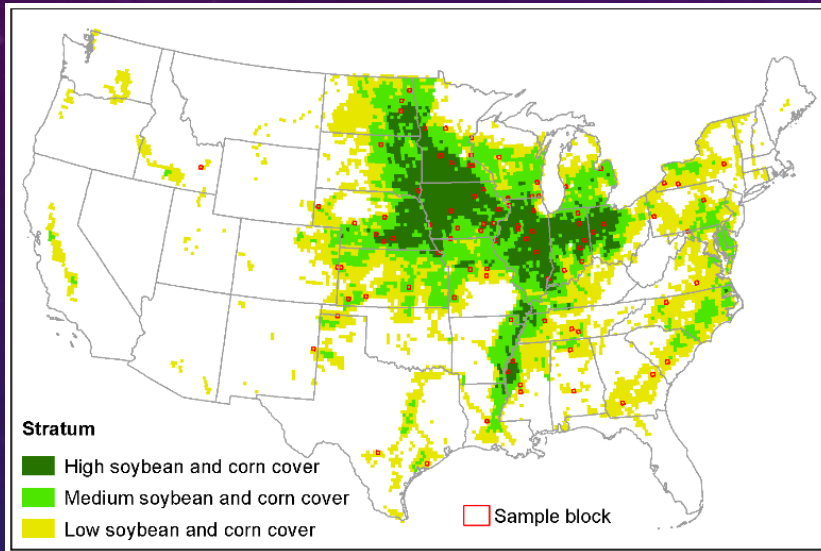 Stratum
High soybean and corn cover
Medium soybean and corn cover
Low soybean and corn cover
Sample block